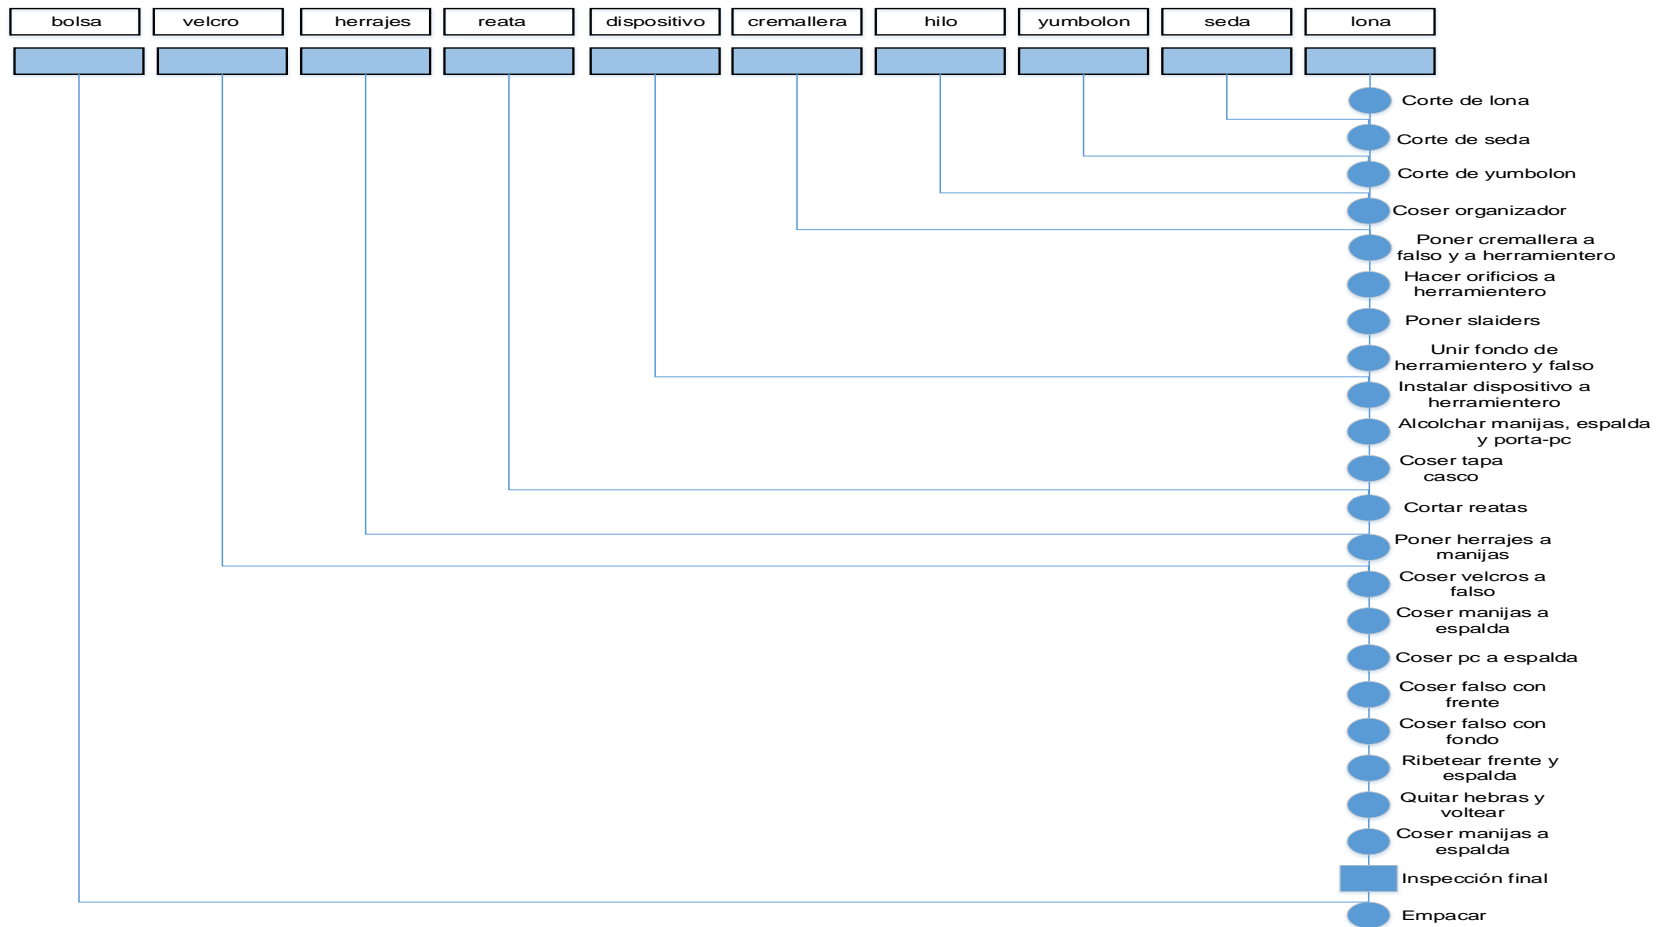 bolsa
velcro
herrajes
reata
dispositivo
cremallera
hilo
yumbolon
seda
lona
Corte de lona
Corte de seda
Corte de yumbolon
Coser organizador
Poner cremallera a
falso y a herramientero
Hacer orificios a
herramientero
Poner slaiders
Unir fondo de
herramientero y falso
Instalar dispositivo a
herramientero
Alcolchar manijas, espalda
y porta-pc
Coser tapa
casco
Cortar reatas
Poner herrajes a
manijas
Coser velcros a
falso
Coser manijas a
espalda
Coser pc a espalda
Coser falso con
frente
Coser falso con
fondo
Ribetear frente y
espalda
Quitar hebras y
voltear
Coser manijas a
espalda
Inspección final
Empacar